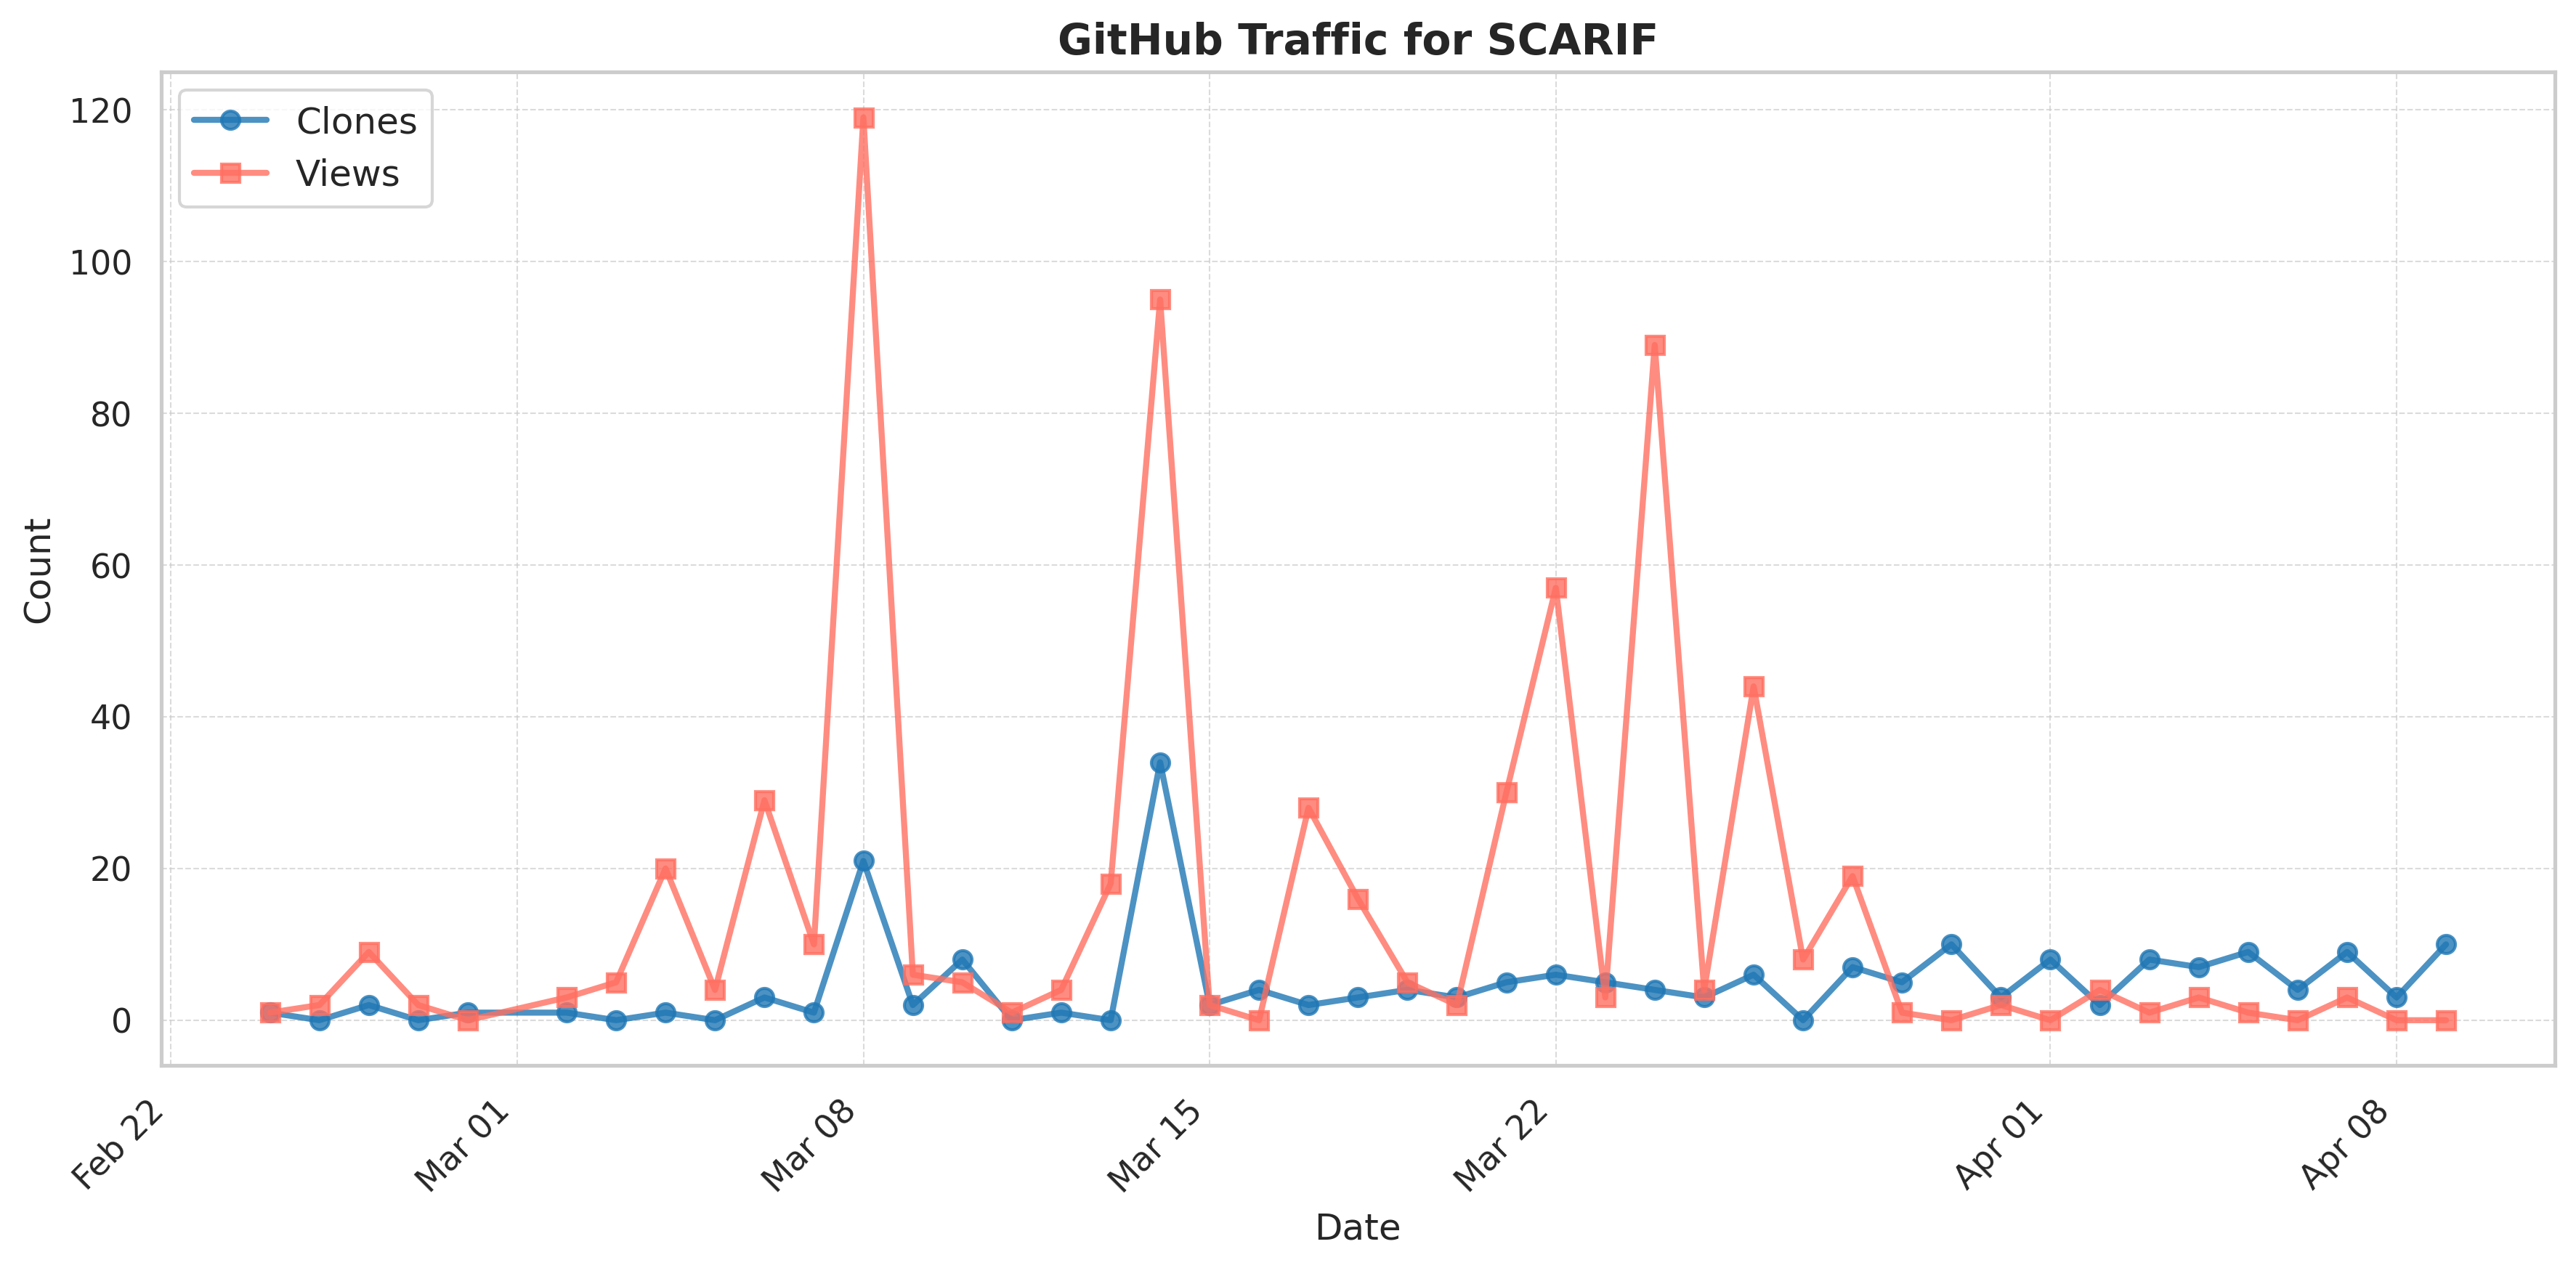 GitHub Traffic for SCARIF
Clones
Views
120
100
80
60
40
20
0
Count
Feb 22
Mar 01
Mar 08
Mar 15
Mar 22
Apr 01
Apr 08
Date